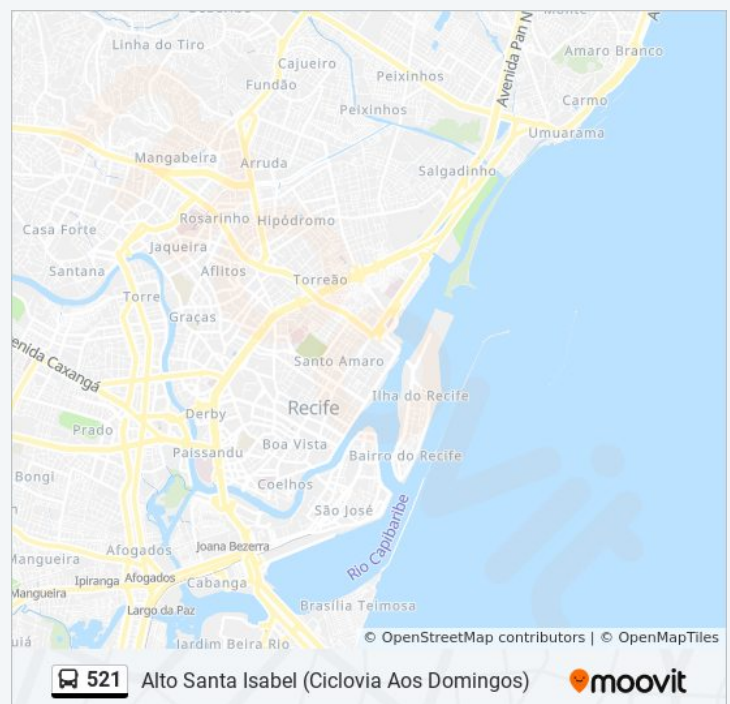 Linha do Tiro
Cajueiro
Fundão
Peixinhos
Peixinhos
Avenida Pan N
Amaro Branco
Carmo
Umuarama
Mangabeira
Arruda
Salgadinho
Casa Forte
Rosarinho
Hipódromo
Jaqueira
Santana
Aflitos
Torreão
Torre
Graças
enida Caxangá
Santo Amaro
Ilha do Recife
Recife
Derby
Prado
Boa Vista
Paissandu
Bairro do Recife
Bongi
Coelhos
São José
Rio Capibaribe
Joana Bezerra
Afogados
Mangueira
Ipiranga
Afogados
Cabanga
Mangueira
Largo da Paz
Brasília Teimosa
Jardim Beira Rio
uiá
© OpenStreetMap contributors | © OpenMapTiles
521 Alto Santa Isabel (Ciclovia Aos Domingos) moovit